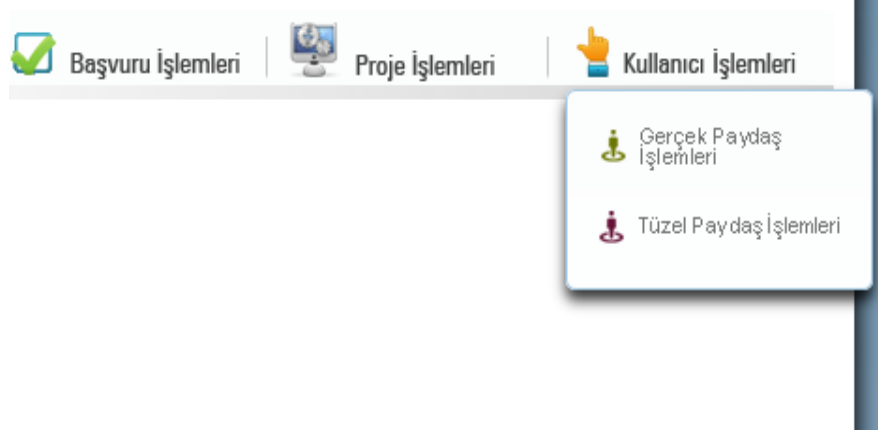 Başvuru İşlemleri
Proje İşlemleri
Kullanıcı İşlemleri
Gerçek Paydaş
İşlemleri
Tüzel Paydaş İşlemleri